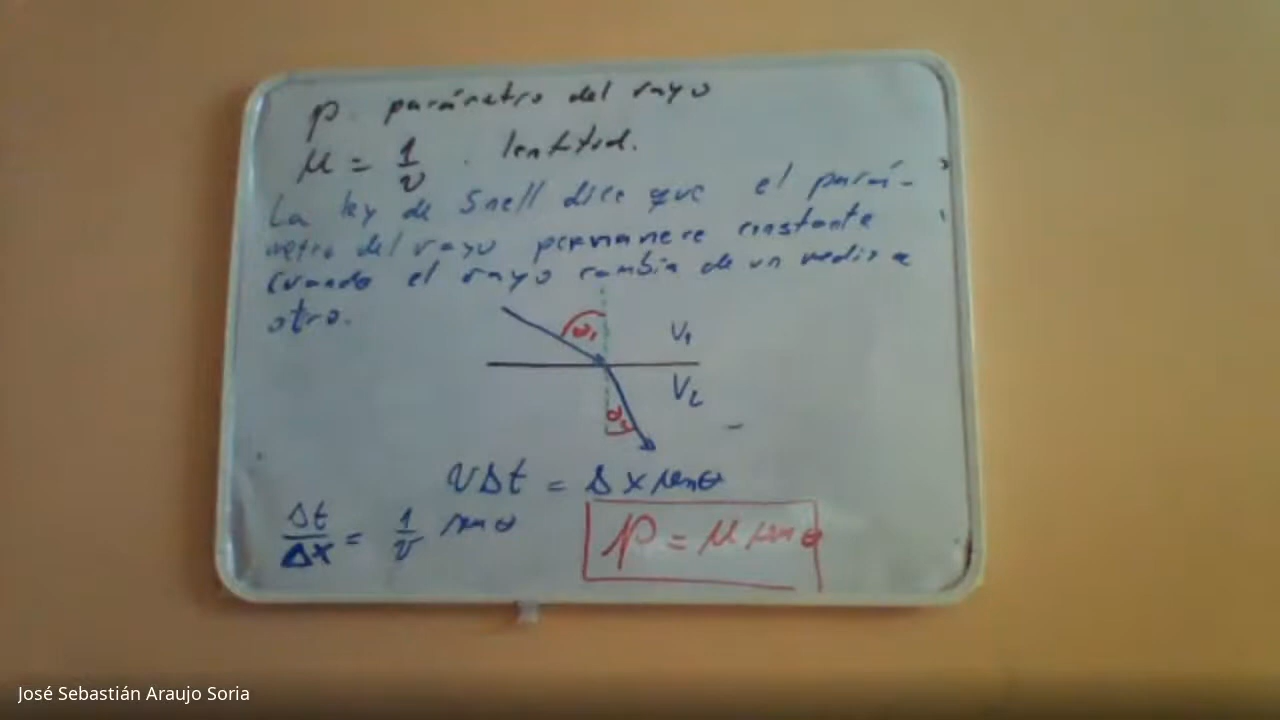 p. parámetro del rayo
μ = 1/v . lentitud.
La ley de Snell dice que el pará-
metro del rayo permanece constante
cuando el rayo cambia de un medio a
otro.
θ₁
V₁
V₂
θ₂
vΔt = Δx senθ
Δt/Δx = 1/v senθ
p = μ senθ
José Sebastián Araujo Soria